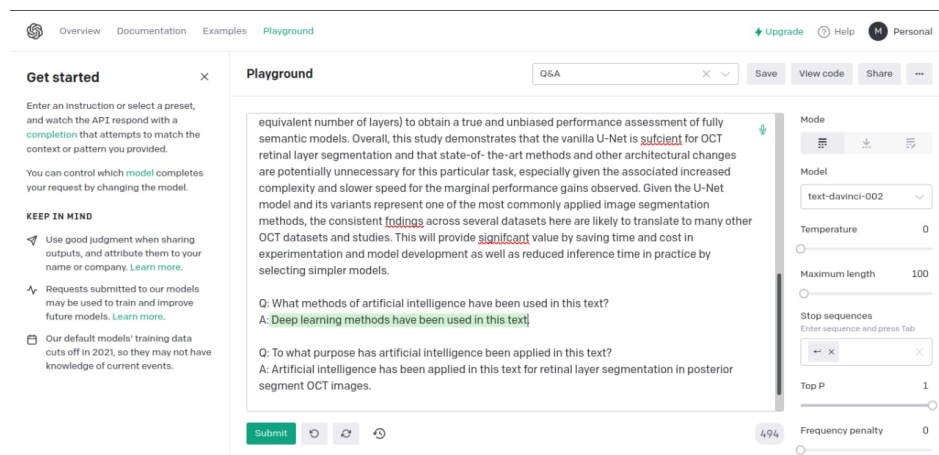 Overview Documentation Examples Playground
Upgrade Help M Personal
Get started
Enter an instruction or select a preset,
and watch the API respond with a
completion that attempts to match the
context or pattern you provided.
You can control which model completes
your request by changing the model.
KEEP IN MIND
Use good judgment when sharing
outputs, and attribute them to your
name or company. Learn more.
Requests submitted to our models
may be used to train and improve
future models. Learn more.
Our default models' training data
cuts off in 2021, so they may not have
knowledge of current events.
Playground
Q&A
Save View code Share ...
equivalent number of layers) to obtain a true and unbiased performance assessment of fully
semantic models. Overall, this study demonstrates that the vanilla U-Net is sufcient for OCT
retinal layer segmentation and that state-of- the-art methods and other architectural changes
are potentially unnecessary for this particular task, especially given the associated increased
complexity and slower speed for the marginal performance gains observed. Given the U-Net
model and its variants represent one of the most commonly applied image segmentation
methods, the consistent fndings across several datasets here are likely to translate to many other
OCT datasets and studies. This will provide signifcant value by saving time and cost in
experimentation and model development as well as reduced inference time in practice by
selecting simpler models.
Q: What methods of artificial intelligence have been used in this text?
A: Deep learning methods have been used in this text.
Q: To what purpose has artificial intelligence been applied in this text?
A: Artificial intelligence has been applied in this text for retinal layer segmentation in posterior
segment OCT images.
Submit
494
Mode
Model
text-davinci-002
Temperature 0
Maximum length 100
Stop sequences
Enter sequence and press Tab
↵ ×
Top P 1
Frequency penalty 0